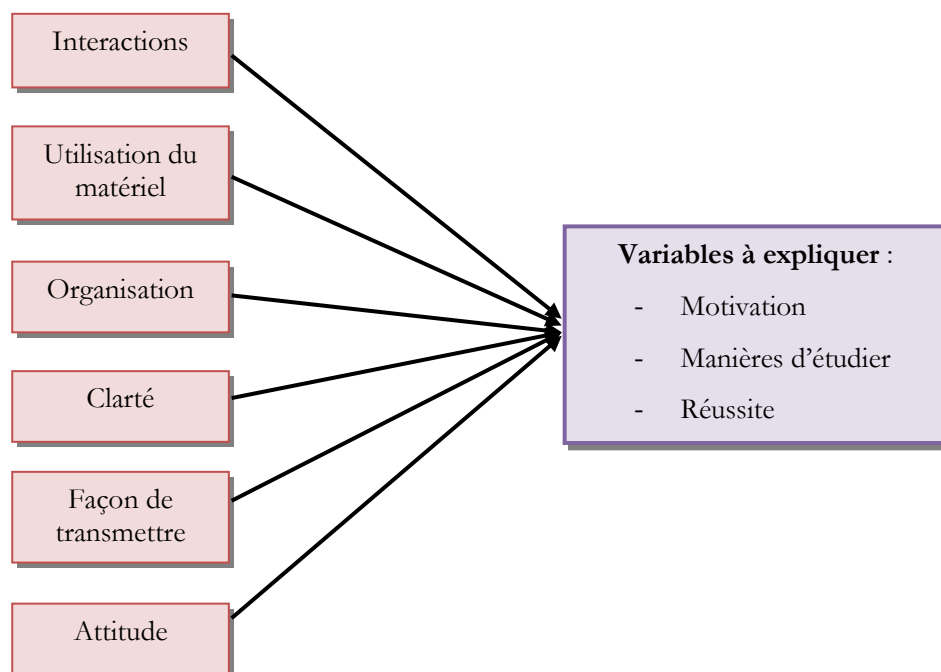 Interactions
Utilisation du
matériel
Organisation
Clarté
Façon de
transmettre
Attitude
Variables à expliquer :
- Motivation
- Manières d'étudier
- Réussite